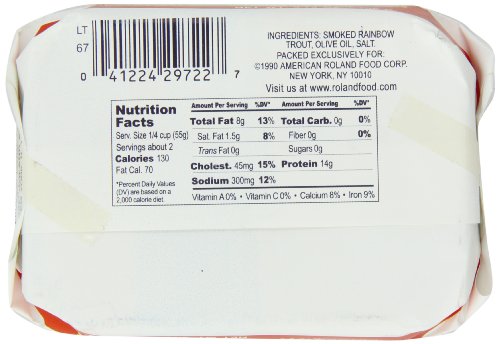 LT
67
0 41224 29722 7
INGREDIENTS: SMOKED RAINBOW
TROUT, OLIVE OIL, SALT.
PACKED EXCLUSIVELY FOR:
©1990 AMERICAN ROLAND FOOD CORP.
NEW YORK, NY 10010
Visit us at www.rolandfood.com
Nutrition
Facts
Serv. Size 1/4 cup (55g)
Servings about 2
Calories 130
Fat Cal. 70
*Percent Daily Values
(DV) are based on a
2,000 calorie diet.
Amount Per Serving %DV* Amount Per Serving %DV*
Total Fat 8g 13% Total Carb. 0g 0%
Sat. Fat 1.5g 8% Fiber 0g 0%
Trans Fat 0g Sugars 0g
Cholest. 45mg 15% Protein 14g
Sodium 300mg 12%
Vitamin A 0% • Vitamin C 0% • Calcium 8% • Iron 9%